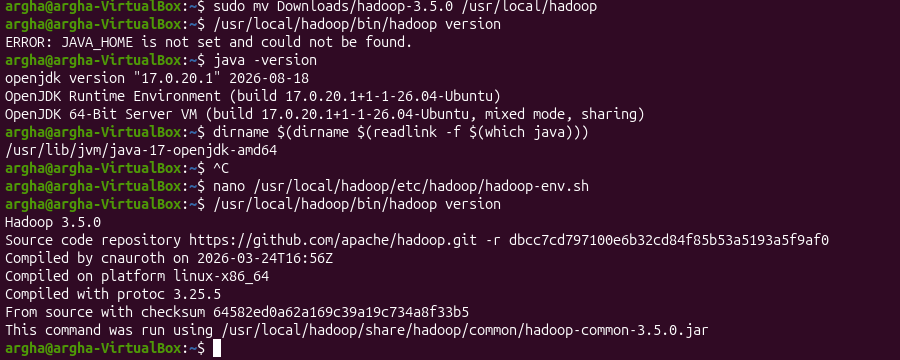 argha@argha-VirtualBox:~$ sudo mv Downloads/hadoop-3.5.0 /usr/local/hadoop
argha@argha-VirtualBox:~$ /usr/local/hadoop/bin/hadoop version
ERROR: JAVA_HOME is not set and could not be found.
argha@argha-VirtualBox:~$ java -version
openjdk version "17.0.20.1" 2026-08-18
OpenJDK Runtime Environment (build 17.0.20.1+1-1-26.04-Ubuntu)
OpenJDK 64-Bit Server VM (build 17.0.20.1+1-1-26.04-Ubuntu, mixed mode, sharing)
argha@argha-VirtualBox:~$ dirname $(dirname $(readlink -f $(which java)))
/usr/lib/jvm/java-17-openjdk-amd64
argha@argha-VirtualBox:~$ ^C
argha@argha-VirtualBox:~$ nano /usr/local/hadoop/etc/hadoop/hadoop-env.sh
argha@argha-VirtualBox:~$ /usr/local/hadoop/bin/hadoop version
Hadoop 3.5.0
Source code repository https://github.com/apache/hadoop.git -r dbcc7cd797100e6b32cd84f85b53a5193a5f9af0
Compiled by cnauroth on 2026-03-24T16:56Z
Compiled on platform linux-x86_64
Compiled with protoc 3.25.5
From source with checksum 64582ed0a62a169c39a19c734a8f33b5
This command was run using /usr/local/hadoop/share/hadoop/common/hadoop-common-3.5.0.jar
argha@argha-VirtualBox:~$